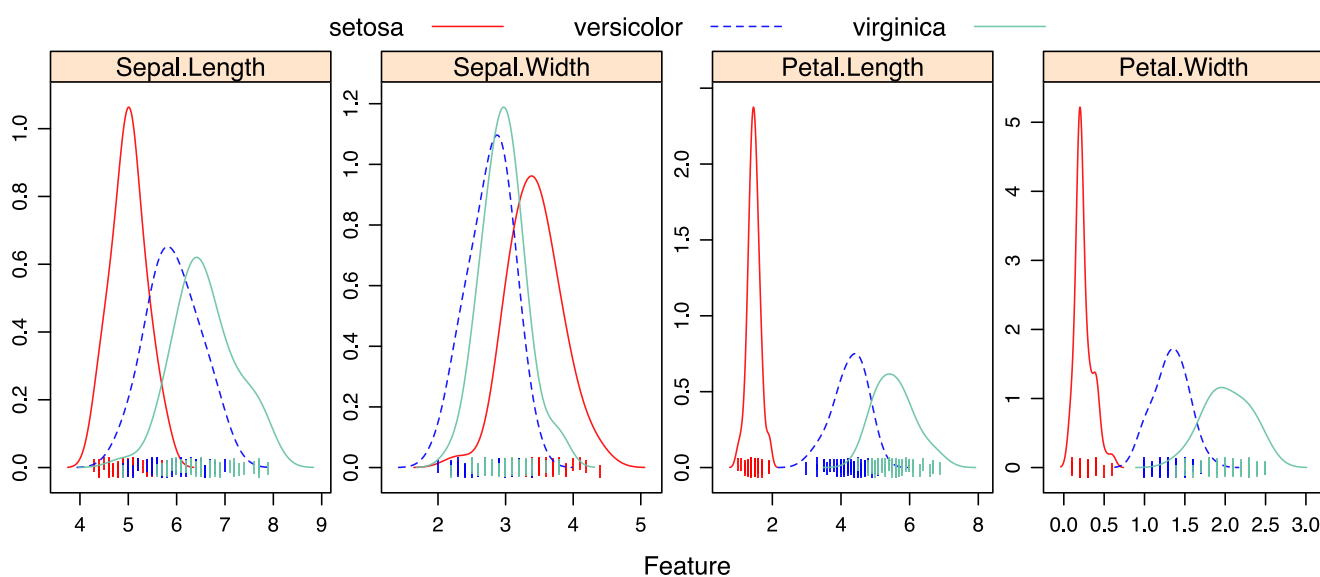 setosa versicolor virginica
Sepal.Length Sepal.Width Petal.Length Petal.Width
0.0 0.2 0.4 0.6 0.8 1.0
4 5 6 7 8 9
0.0 0.2 0.4 0.6 0.8 1.0 1.2
2 3 4 5
0.0 0.5 1.0 1.5 2.0
2 4 6 8
0 1 2 3 4 5
0.0 0.5 1.0 1.5 2.0 2.5 3.0
Feature